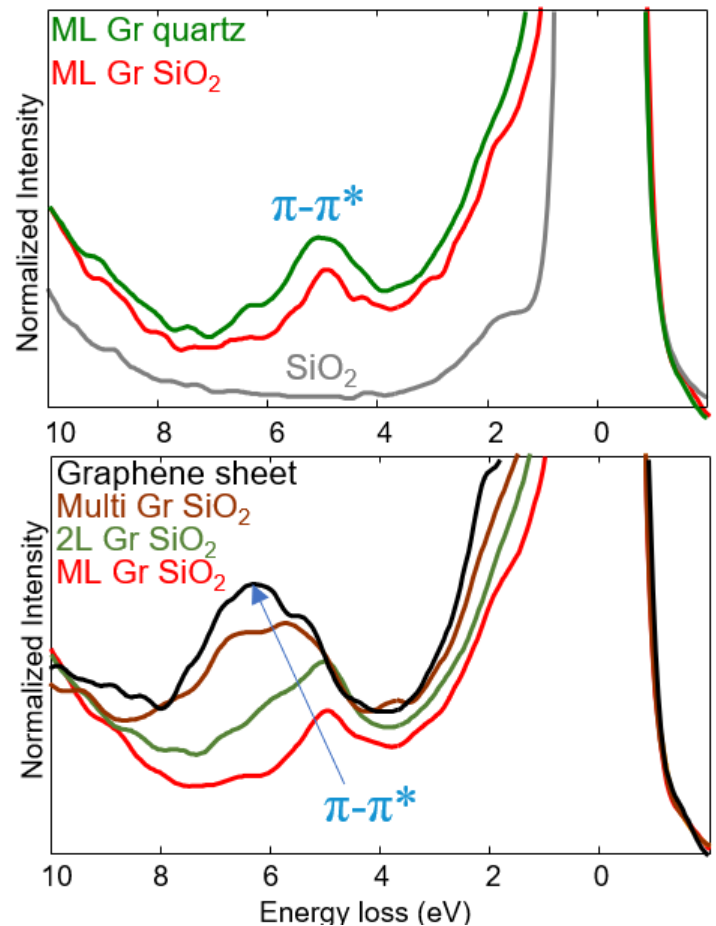 ML Gr quartz
ML Gr SiO₂
Normalized Intensity
π-π*
SiO₂
10 8 6 4 2 0
Graphene sheet
Multi Gr SiO₂
2L Gr SiO₂
ML Gr SiO₂
Normalized Intensity
π-π*
10 8 6 4 2 0
Energy loss (eV)